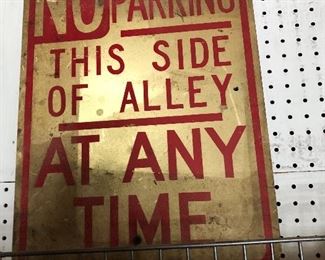 NO PARKING
THIS SIDE
OF ALLEY
AT ANY
TIME